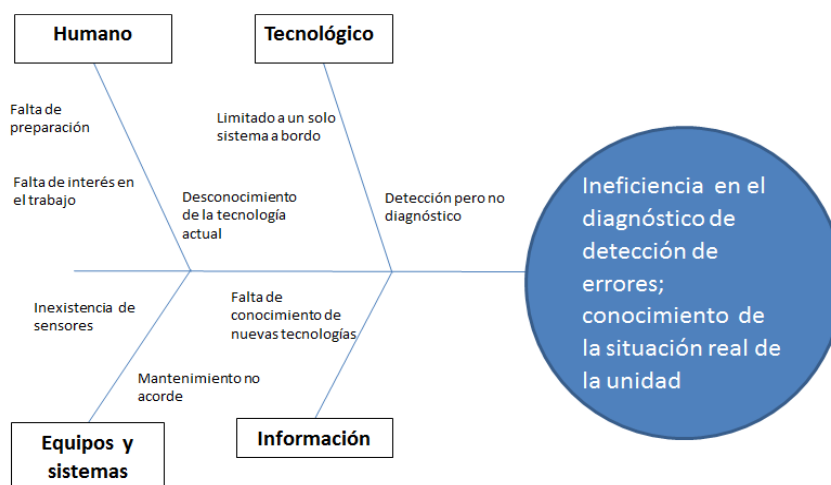 Humano
Tecnológico
Falta de
preparación
Limitado a un solo
sistema a bordo
Falta de interés en
el trabajo
Desconocimiento
de la tecnología
actual
Detección pero no
diagnóstico
Ineficiencia en el
diagnóstico de
detección de
errores;
conocimiento de
la situación real de
la unidad
Inexistencia de
sensores
Falta de
conocimiento de
nuevas tecnologías
Mantenimiento no
acorde
Equipos y
sistemas
Información